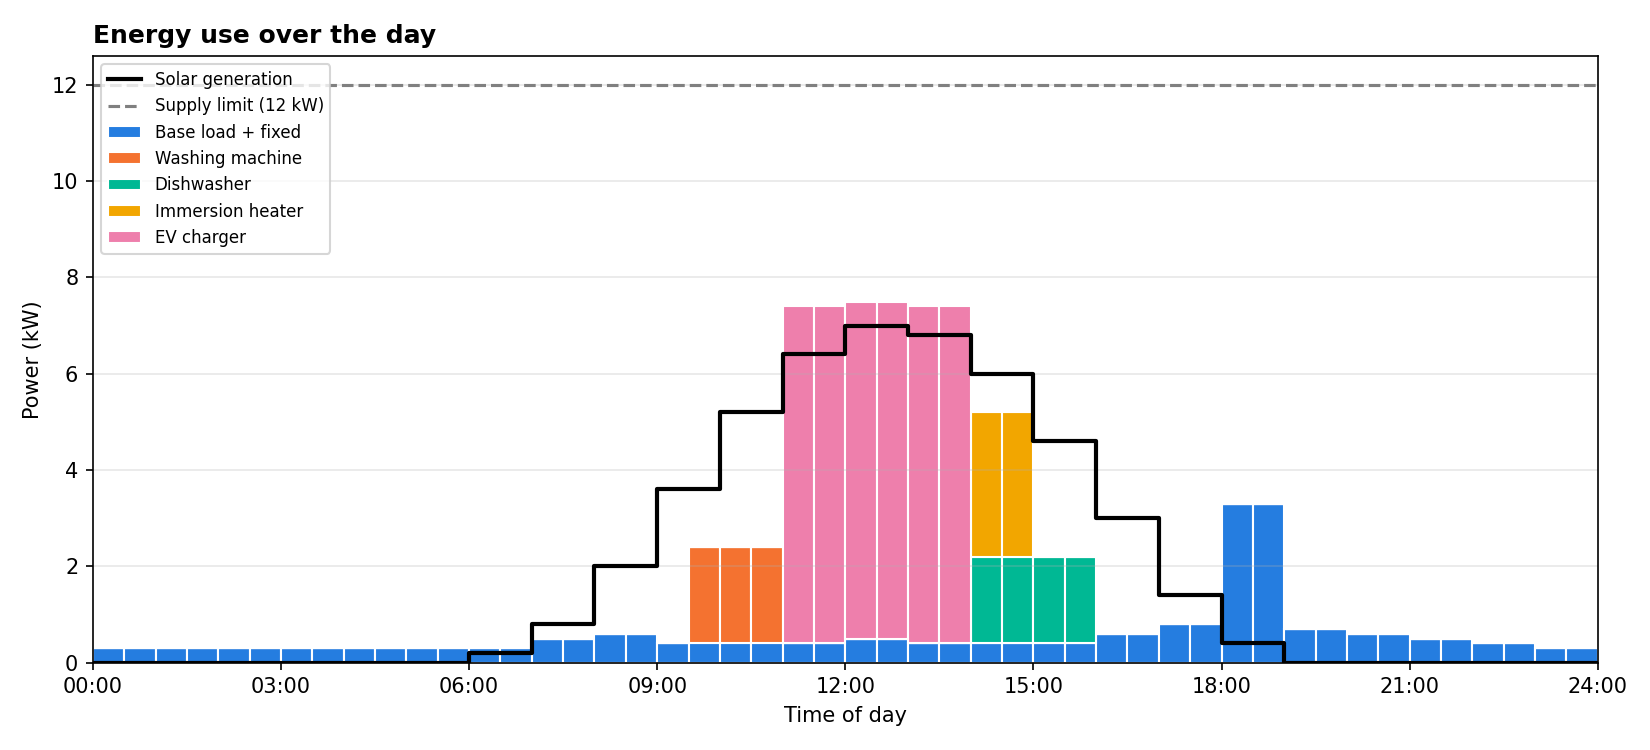 Energy use over the day
Solar generation
Supply limit (12 kW)
Base load + fixed
Washing machine
Dishwasher
Immersion heater
EV charger
Power (kW)
12
10
8
6
4
2
0
00:00 03:00 06:00 09:00 12:00 15:00 18:00 21:00 24:00
Time of day